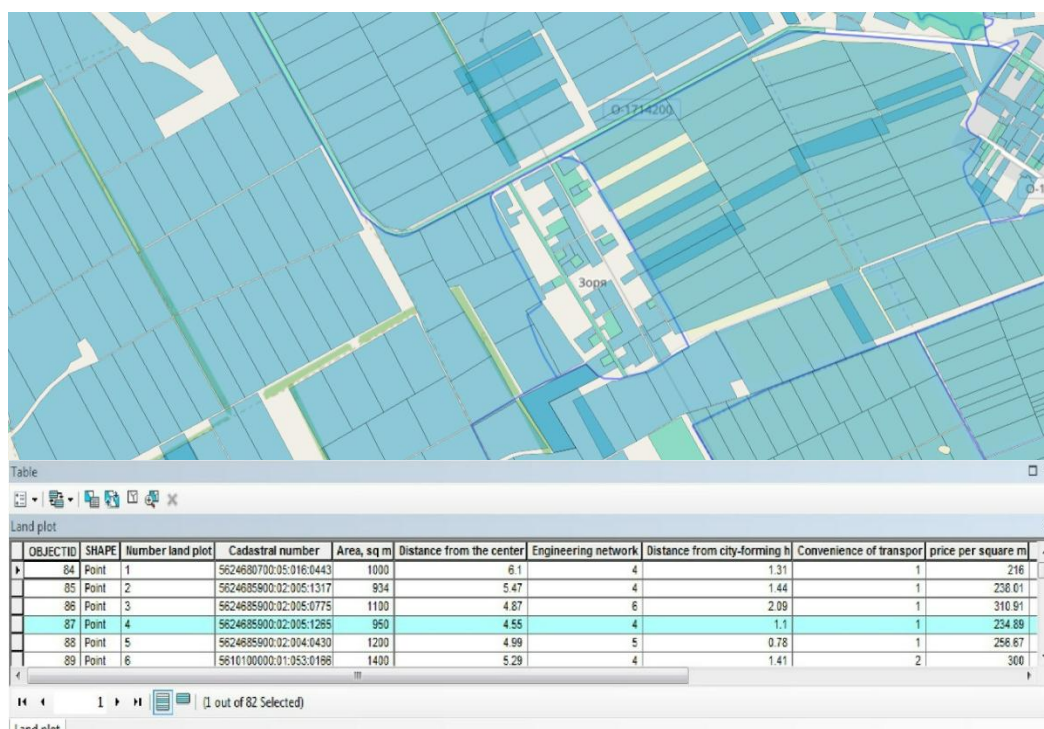 О-1714200
Зоря
Table
Land plot
OBJECTID SHAPE Number land plot Cadastral number Area, sq m Distance from the center Engineering network Distance from city-forming h Convenience of transpor price per square m
84 Point 1 5624680700:05:016:0443 1000 6.1 4 1.31 1 216
85 Point 2 5624685900:02:005:1317 934 5.47 4 1.44 1 238.01
86 Point 3 5624685900:02:005:0775 1100 4.87 6 2.09 1 310.91
87 Point 4 5624685900:02:005:1265 950 4.55 4 1.1 1 234.89
88 Point 5 5624685900:02:004:0430 1200 4.99 5 0.78 1 256.67
89 Point 6 5610100000:01:053:0166 1400 5.29 4 1.41 2 300
1 (1 out of 82 Selected)
Land plot